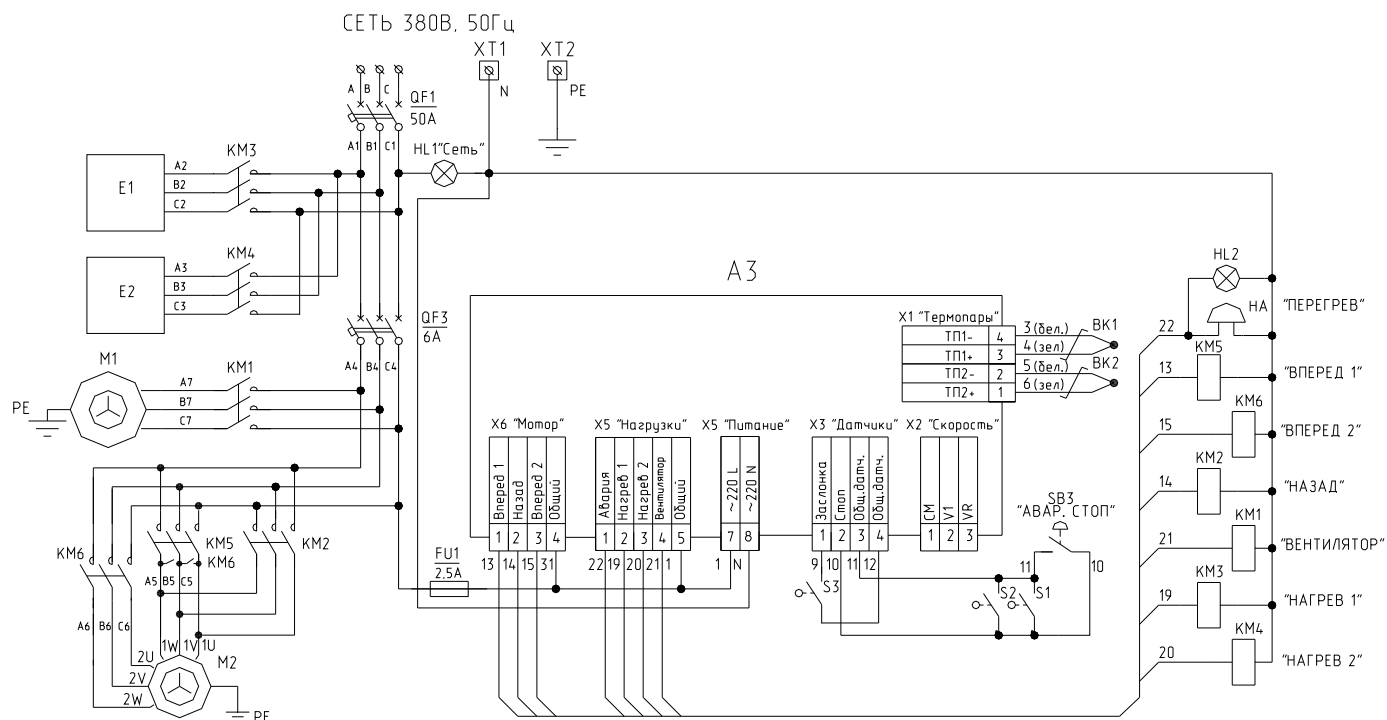 СЕТЬ 380В, 50Гц
XT1
XT2
A
B
C
N
PE
QF1
50A
A1
B1
C1
HL1"Сеть"
KM3
E1
A2
B2
C2
KM4
E2
A3
B3
C3
QF3
6A
A4
B4
C4
M1
PE
KM1
A7
B7
C7
A3
X1 "Термопары"
ТП1- 4
ТП1+ 3
ТП2- 2
ТП2+ 1
3 (бел.)
4 (зел)
5 (бел.)
6 (зел)
BK1
BK2
HL2
HA
"ПЕРЕГРЕВ"
22
KM5
13
"ВПЕРЕД 1"
KM6
15
"ВПЕРЕД 2"
KM2
14
"НАЗАД"
KM1
21
"ВЕНТИЛЯТОР"
KM3
19
"НАГРЕВ 1"
KM4
20
"НАГРЕВ 2"
X6 "Мотор"
Вперед 1
Назад
Вперед 2
Общий
1 2 3 4
13 14 15 31
X5 "Нагрузки"
Авария
Нагрев 1
Нагрев 2
Вентилятор
Общий
1 2 3 4 5
22 19 20 21 1
X5 "Питание"
~220 L
~220 N
7 8
1 N
X3 "Датчики"
Заслонка
Стоп
Общ.датч.
Общ.датч.
1 2 3 4
9 10 11 12
X2 "Скорость"
CM
V1
VR
1 2 3
SB3
"АВАР. СТОП"
11
10
S3
S2
S1
FU1
2.5A
KM6
KM5
KM6
KM2
A5 B5 C5
A6 B6 C6
1W 1V 1U
2U
2V
2W
M2
PE